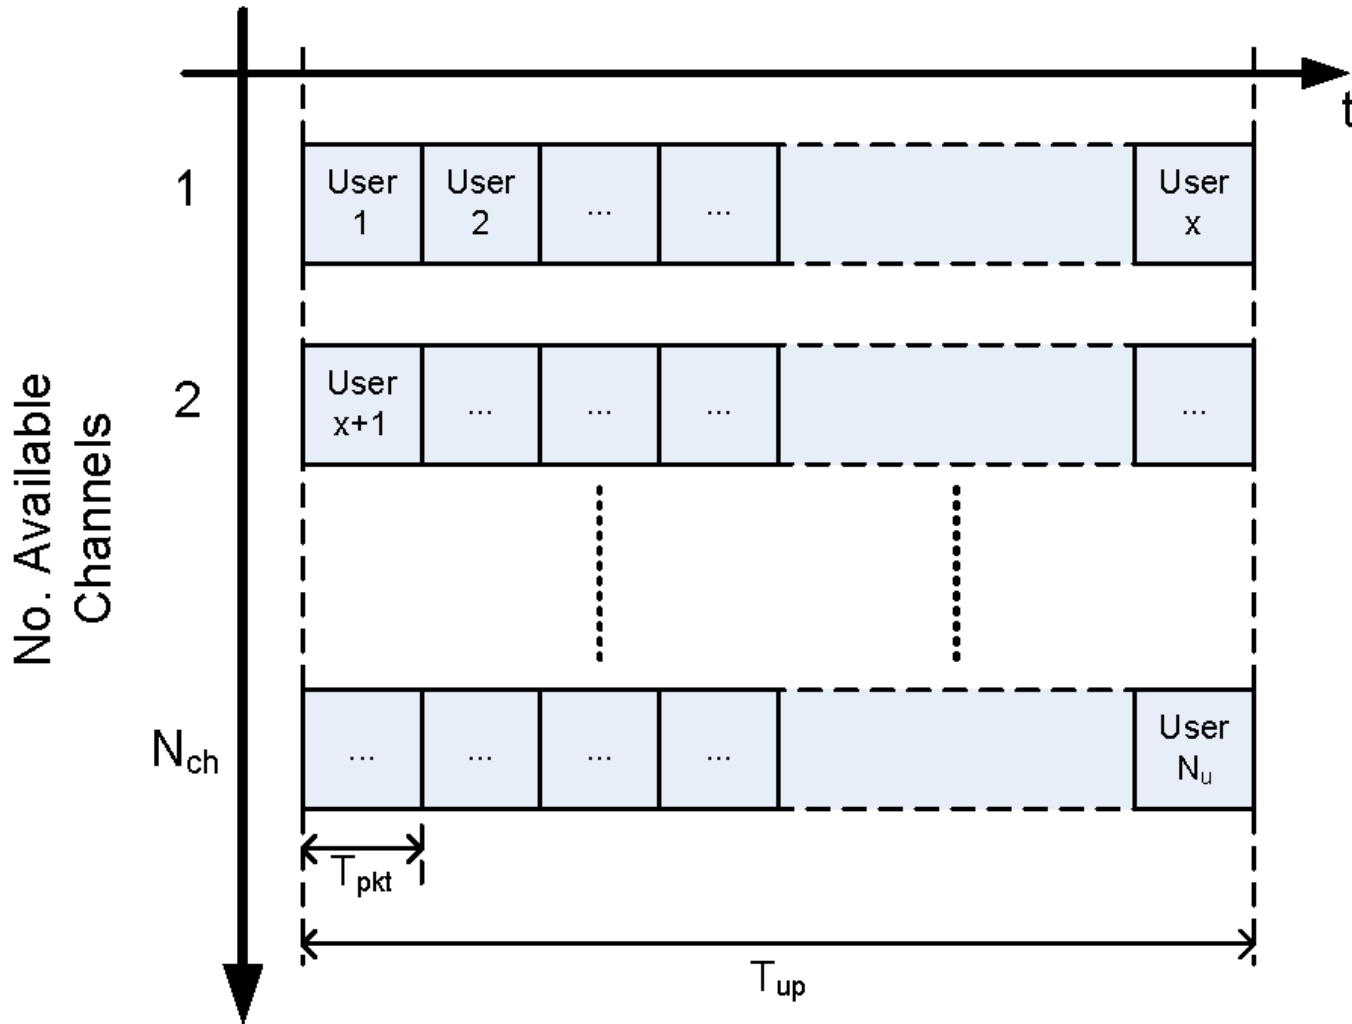 t
1
User
1
User
2
...
...
User
x
2
User
x+1
...
...
...
...
No. Available
Channels
N_ch
...
...
...
...
User
N_u
T_pkt
T_up